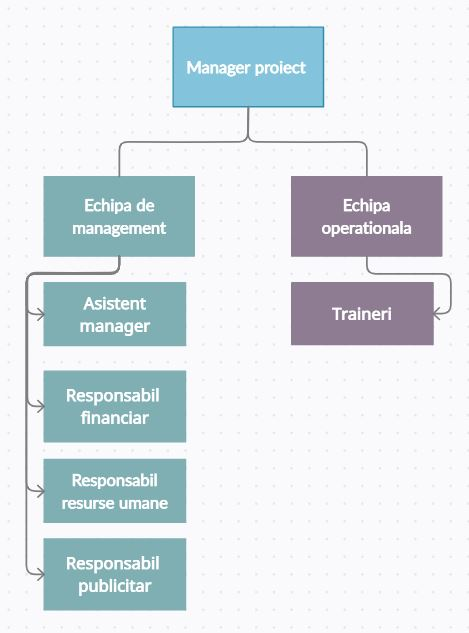 Manager proiect
Echipa de
management
Echipa
operationala
Asistent
manager
Traineri
Responsabil
financiar
Responsabil
resurse umane
Responsabil
publicitar